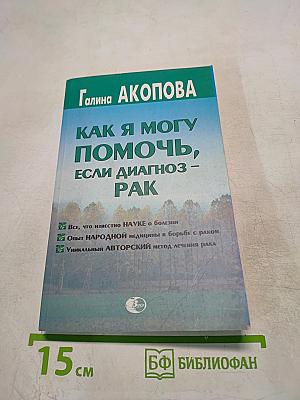 Галина АКОПОВА
КАК Я МОГУ
ПОМОЧЬ,
ЕСЛИ ДИАГНОЗ –
РАК
Все, что известно НАУКЕ о болезни
Опыт НАРОДНОЙ медицины в борьбе с раком
Уникальный АВТОРСКИЙ метод лечения рака
15 см
БФ БИБЛИОФАН